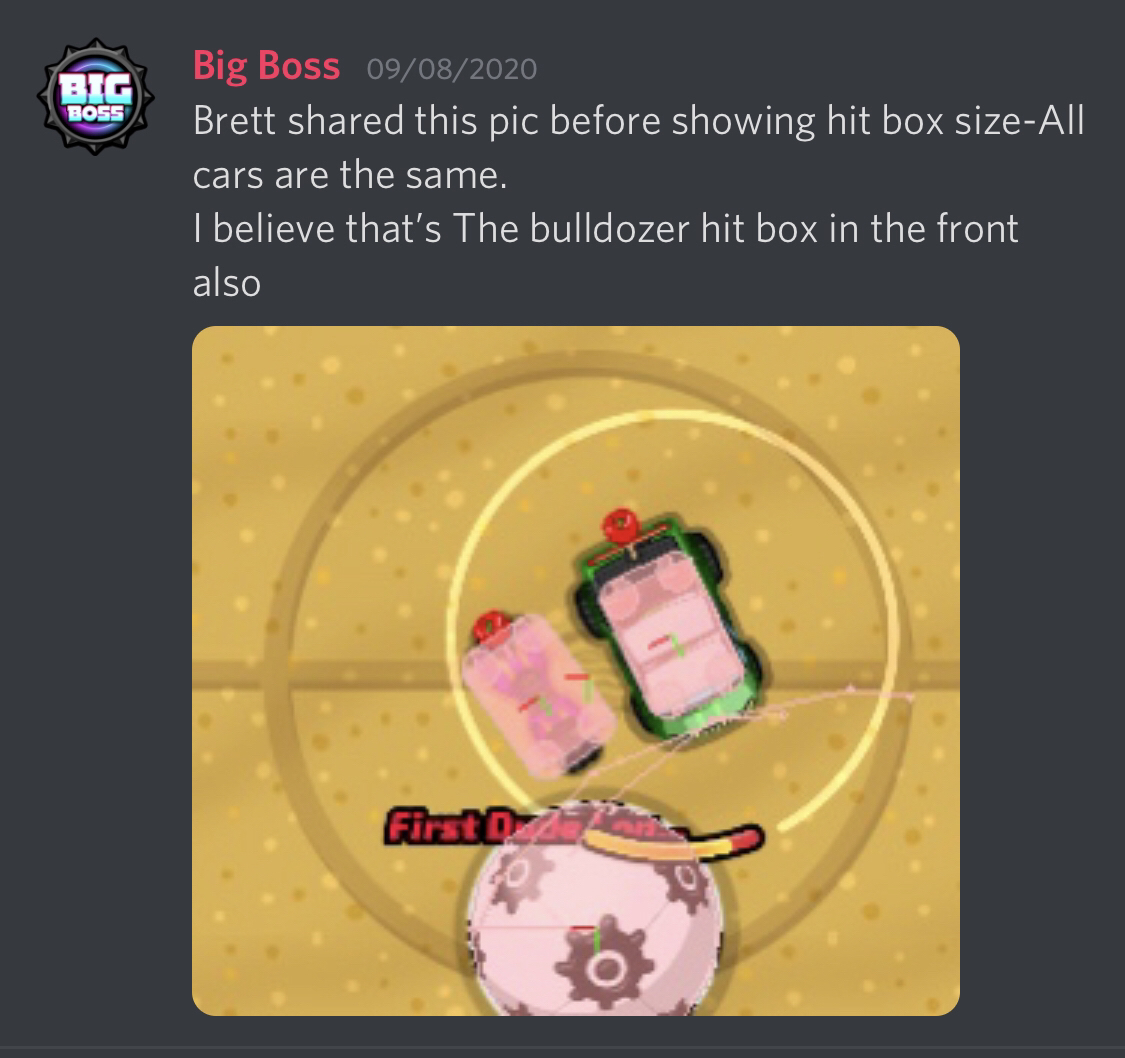 BIG
BOSS
Big Boss 09/08/2020
Brett shared this pic before showing hit box size-All
cars are the same.
I believe that’s The bulldozer hit box in the front
also
First